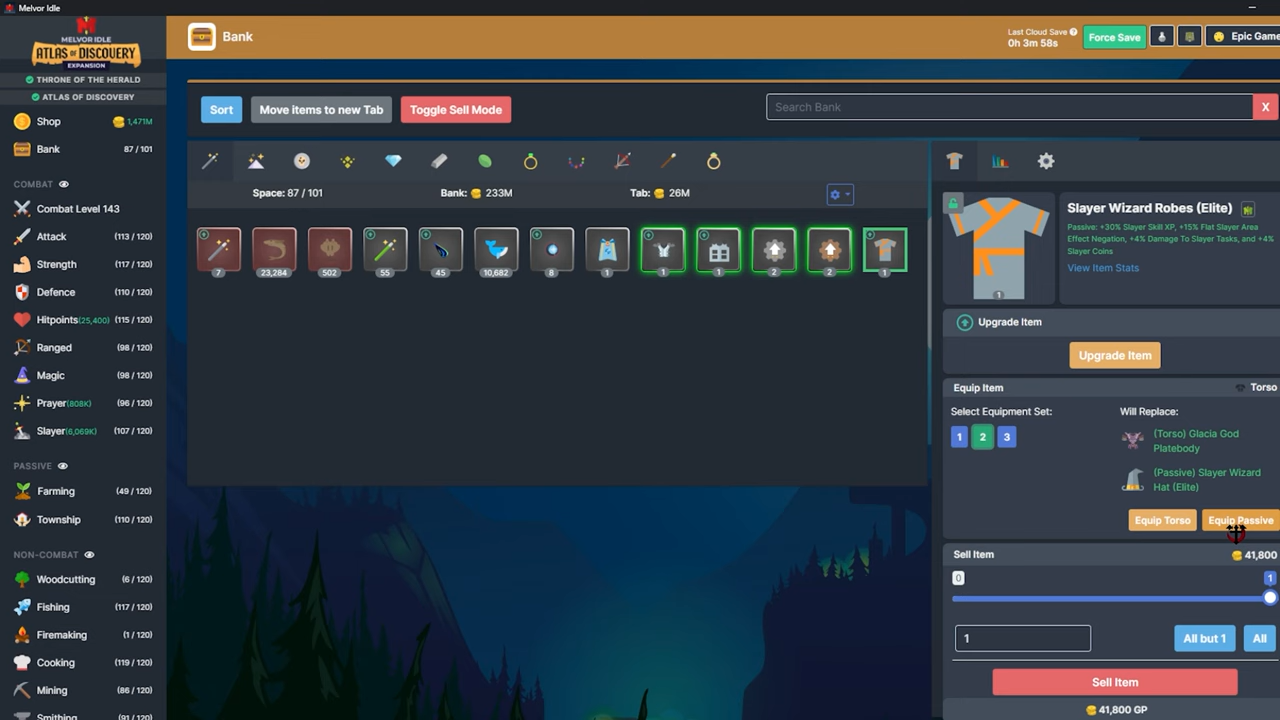 Melvor Idle
MELVOR IDLE
ATLAS OF DISCOVERY
EXPANSION
THRONE OF THE HERALD
ATLAS OF DISCOVERY
Shop 1,471M
Bank 87 / 101
COMBAT
Combat Level 143
Attack (113 / 120)
Strength (112 / 120)
Defence (110 / 120)
Hitpoints(25,400) (115 / 120)
Ranged (98 / 120)
Magic (98 / 120)
Prayer(808K) (96 / 120)
Slayer(6,069K) (107 / 120)
PASSIVE
Farming (49 / 120)
Township (110 / 120)
NON-COMBAT
Woodcutting (6 / 120)
Fishing (117 / 120)
Firemaking (1 / 120)
Cooking (119 / 120)
Mining (86 / 120)
Smithing (91 / 120)
Bank
Last Cloud Save
0h 3m 58s
Force Save
Epic Game
Sort
Move items to new Tab
Toggle Sell Mode
Search Bank
X
Space: 87 / 101
Bank: 233M
Tab: 26M
7 23,284 502 55 45 10,682 8 1 1 1 2 2 1
1
Slayer Wizard Robes (Elite)
Passive: +30% Slayer Skill XP, +15% Flat Slayer Area
Effect Negation, +4% Damage To Slayer Tasks, and +4%
Slayer Coins
View Item Stats
Upgrade Item
Upgrade Item
Equip Item Torso
Select Equipment Set:
1 2 3
Will Replace:
(Torso) Glacia God
Platebody
(Passive) Slayer Wizard
Hat (Elite)
Equip Torso
Equip Passive
Sell Item 41,800
0 1
1
All but 1
All
Sell Item
41,800 GP